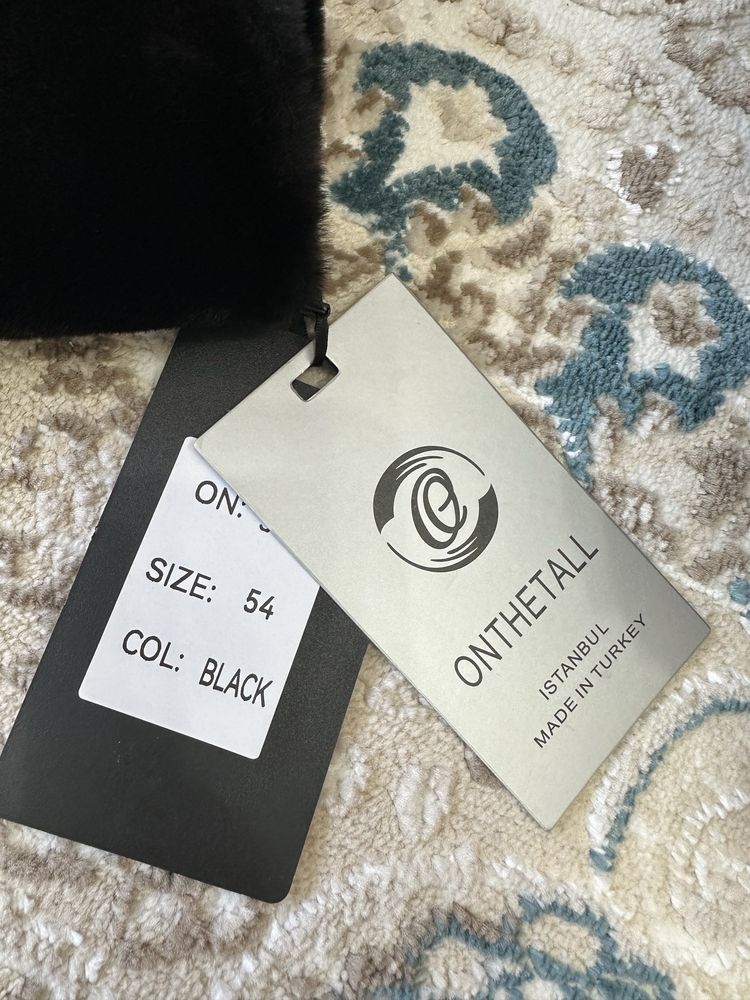 ON:
SIZE: 54
COL: BLACK
ONTHETALL
ISTANBUL
MADE IN TURKEY